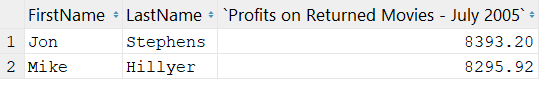 FirstName LastName `Profits on Returned Movies - July 2005`
1 Jon Stephens 8393.20
2 Mike Hillyer 8295.92